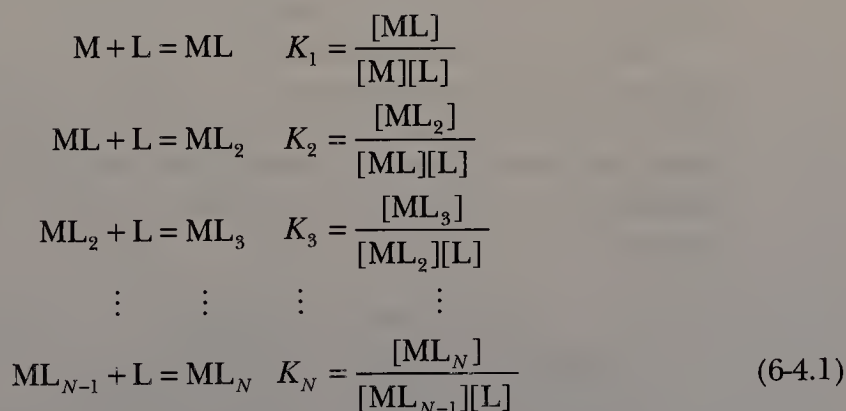 M + L = ML K₁ = [ML] / [M][L]
ML + L = ML₂ K₂ = [ML₂] / [ML][L]
ML₂ + L = ML₃ K₃ = [ML₃] / [ML₂][L]
⋮ ⋮ ⋮ ⋮
ML_{N−1} + L = ML_N K_N = [ML_N] / [ML_{N−1}][L] (6-4.1)